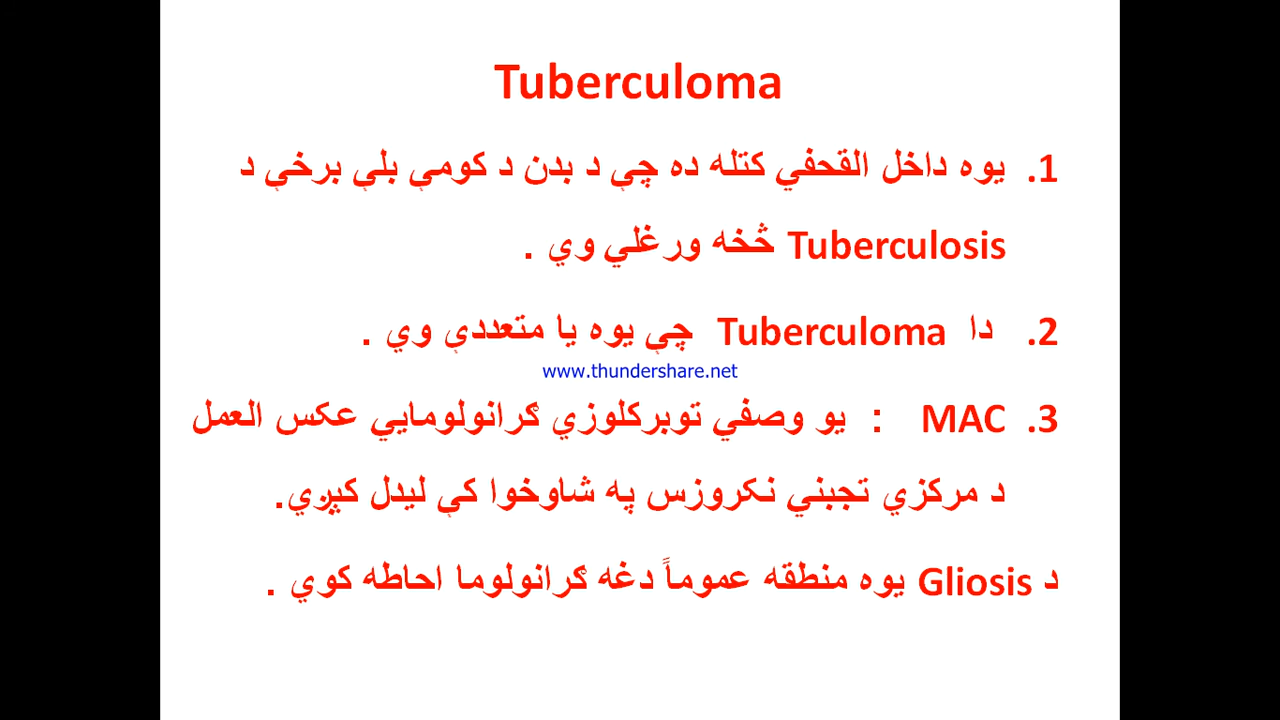 Tuberculoma
1. يوه داخل القحفي کتله ده چې د بدن د کومې بلې برخې د
Tuberculosis څخه ورغلي وي .
2. دا Tuberculoma چې يوه يا متعددې وي .
www.thundershare.net
3. MAC : يو وصفي توبرکلوزي ګرانولومايي عکس العمل
د مرکزي تجبني نکروزس په شاوخوا کې ليدل کيږي.
د Gliosis يوه منطقه عموماً دغه ګرانولوما احاطه کوي .